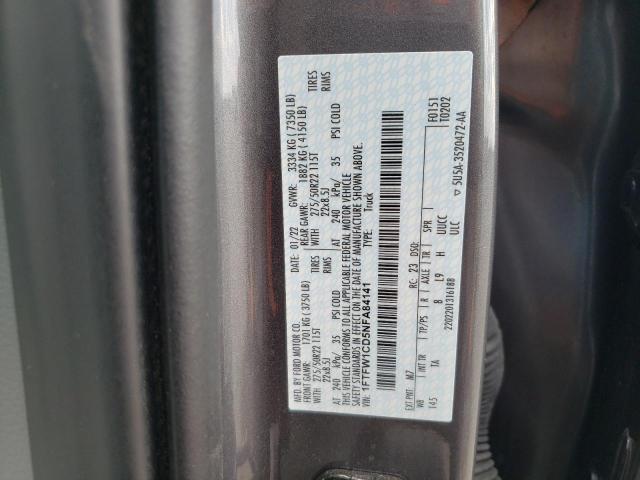 MFD. BY FORD MOTOR CO.
DATE: 01/22 GVWR: 3334 KG ( 7350 LB)
FRONT GAWR: 1701 KG ( 3750 LB) REAR GAWR: 1882 KG ( 4150 LB)
WITH 275/50R22 115T TIRES WITH 275/50R22 115T TIRES
22x8.5J RIMS 22x8.5J RIMS
AT 240 kPa/ 35 PSI COLD AT 240 kPa/ 35 PSI COLD
THIS VEHICLE CONFORMS TO ALL APPLICABLE FEDERAL MOTOR VEHICLE
SAFETY STANDARDS IN EFFECT ON THE DATE OF MANUFACTURE SHOWN ABOVE.
VIN: 1FTFW1CD5NFA84141 TYPE: Truck
F0151
T0202
EXT PNT: M7 RC: 23 DSO:
WB INT TR TP/PS R AXLE TR SPR
145 TA 8 L9 H UUCC
ULC
2202201316188
▽ 5U5A-3520472-AA